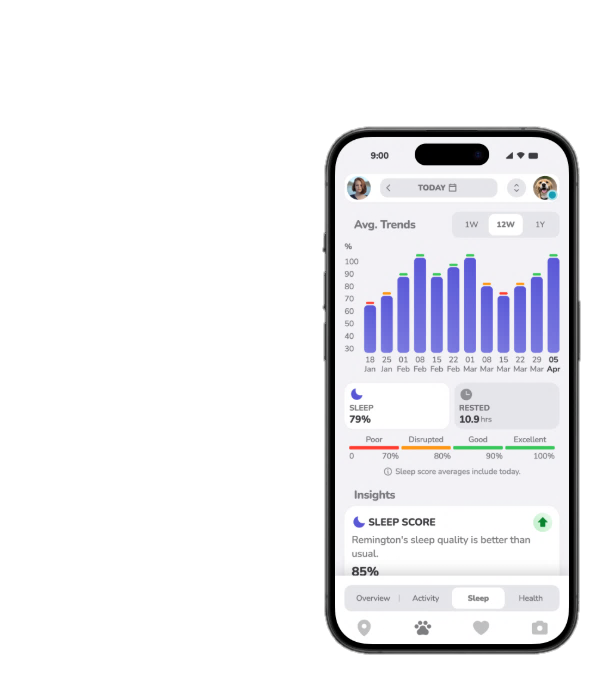 9:00
TODAY
Avg. Trends 1W 12W 1Y
%
100
90
80
70
60
50
40
30
18 25 01 08 15 22 01 08 15 22 29 05
Jan Jan Feb Feb Feb Feb Mar Mar Mar Mar Mar Apr
SLEEP RESTED
79% 10.9 hrs
Poor Disrupted Good Excellent
0 70% 80% 90% 100%
Sleep score averages include today.
Insights
SLEEP SCORE
Remington's sleep quality is better than
usual.
85%
Overview Activity Sleep Health